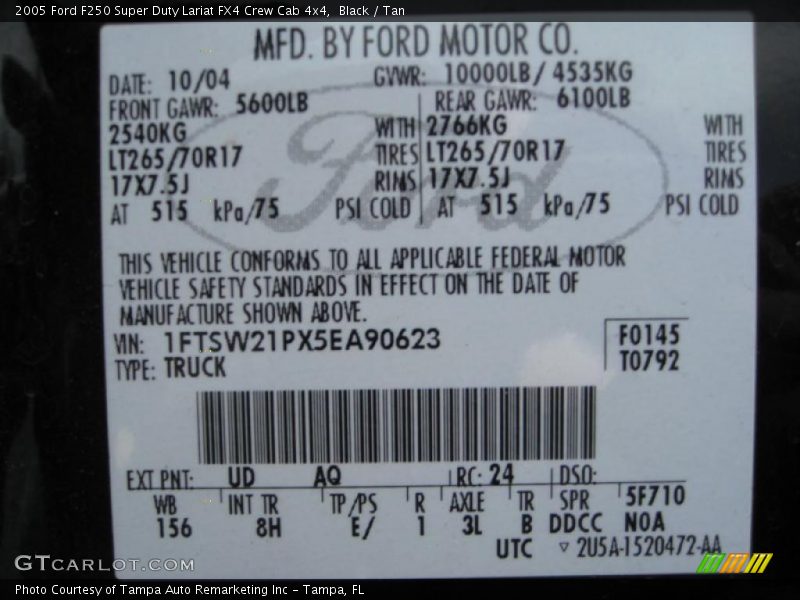 2005 Ford F250 Super Duty Lariat FX4 Crew Cab 4x4, Black / Tan
MFD. BY FORD MOTOR CO.
DATE: 10/04 GVWR: 10000LB/ 4535KG
FRONT GAWR: 5600LB REAR GAWR: 6100LB
2540KG WITH 2766KG WITH
LT265/70R17 TIRES LT265/70R17 TIRES
17X7.5J RIMS 17X7.5J RIMS
AT 515 kPa/75 PSI COLD AT 515 kPa/75 PSI COLD
Ford
THIS VEHICLE CONFORMS TO ALL APPLICABLE FEDERAL MOTOR
VEHICLE SAFETY STANDARDS IN EFFECT ON THE DATE OF
MANUFACTURE SHOWN ABOVE.
VIN: 1FTSW21PX5EA90623 F0145
TYPE: TRUCK T0792
EXT PNT: UD AQ RC: 24 DSO:
WB INT TR TP/PS R AXLE TR SPR 5F710
156 8H E/ 1 3L B DDCC N0A
UTC ▽ 2U5A-1520472-AA
GTCARLOT.COM
Photo Courtesy of Tampa Auto Remarketing Inc - Tampa, FL